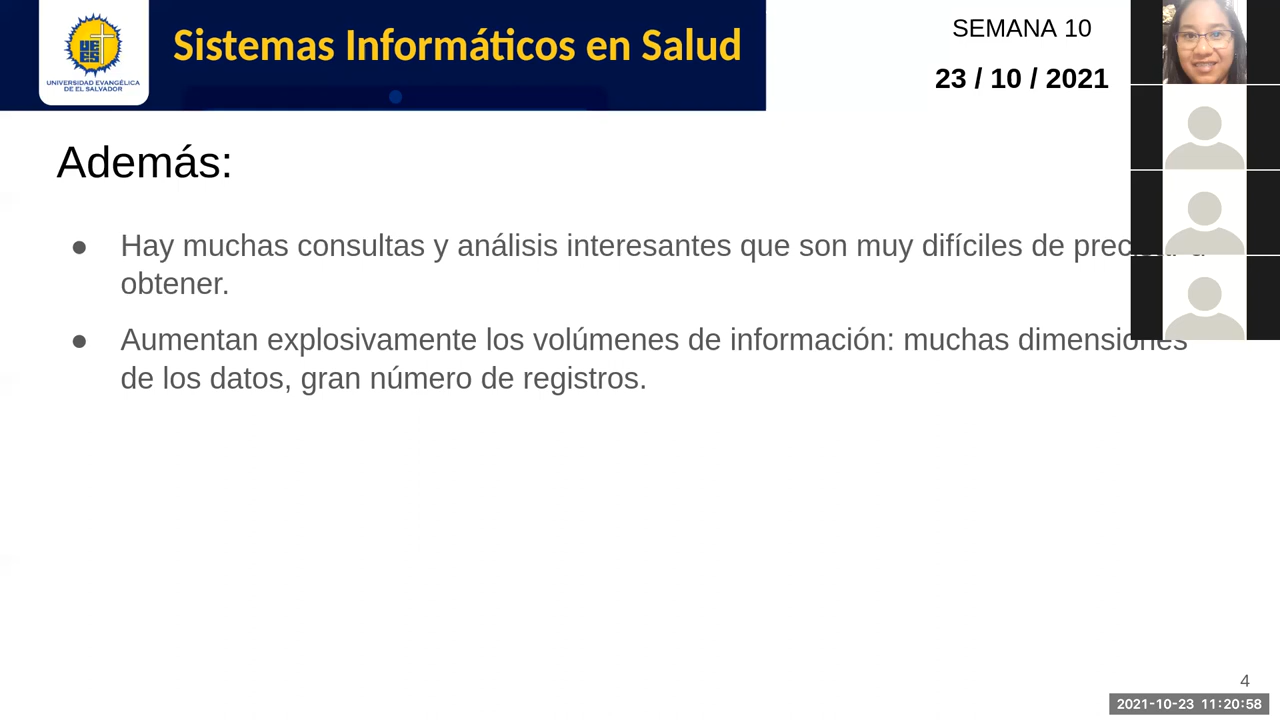 UNIVERSIDAD EVANGÉLICA
DE EL SALVADOR
Sistemas Informáticos en Salud
SEMANA 10
23 / 10 / 2021
Además:
● Hay muchas consultas y análisis interesantes que son muy difíciles de
obtener.
● Aumentan explosivamente los volúmenes de información: muchas dimensiones
de los datos, gran número de registros.
4
2021-10-23 11:20:58